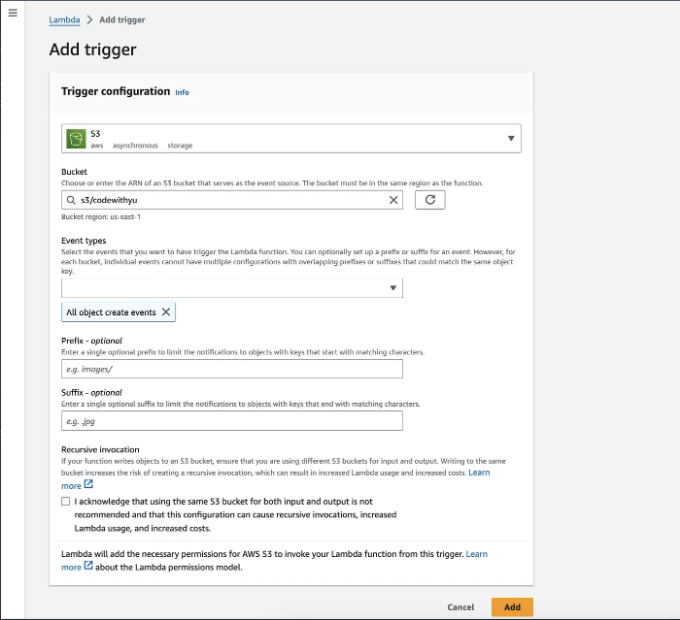 Lambda > Add trigger
Add trigger
Trigger configuration Info
S3
aws asynchronous storage
Bucket
Choose or enter the ARN of an S3 bucket that serves as the event source. The bucket must be in the same region as the function.
s3/codewithyu
Bucket region: us-east-1
Event types
Select the events that you want to have trigger the Lambda function. You can optionally set up a prefix or suffix for an event. However, for
each bucket, individual events cannot have multiple configurations with overlapping prefixes or suffixes that could match the same object
key.
All object create events
Prefix - optional
Enter a single optional prefix to limit the notifications to objects with keys that start with matching characters.
e.g. images/
Suffix - optional
Enter a single optional suffix to limit the notifications to objects with keys that end with matching characters.
e.g. .jpg
Recursive invocation
If your function writes objects to an S3 bucket, ensure that you are using different S3 buckets for input and output. Writing to the same
bucket increases the risk of creating a recursive invocation, which can result in increased Lambda usage and increased costs. Learn
more
I acknowledge that using the same S3 bucket for both input and output is not
recommended and that this configuration can cause recursive invocations, increased
Lambda usage, and increased costs.
Lambda will add the necessary permissions for AWS S3 to invoke your Lambda function from this trigger. Learn
more about the Lambda permissions model.
Cancel Add